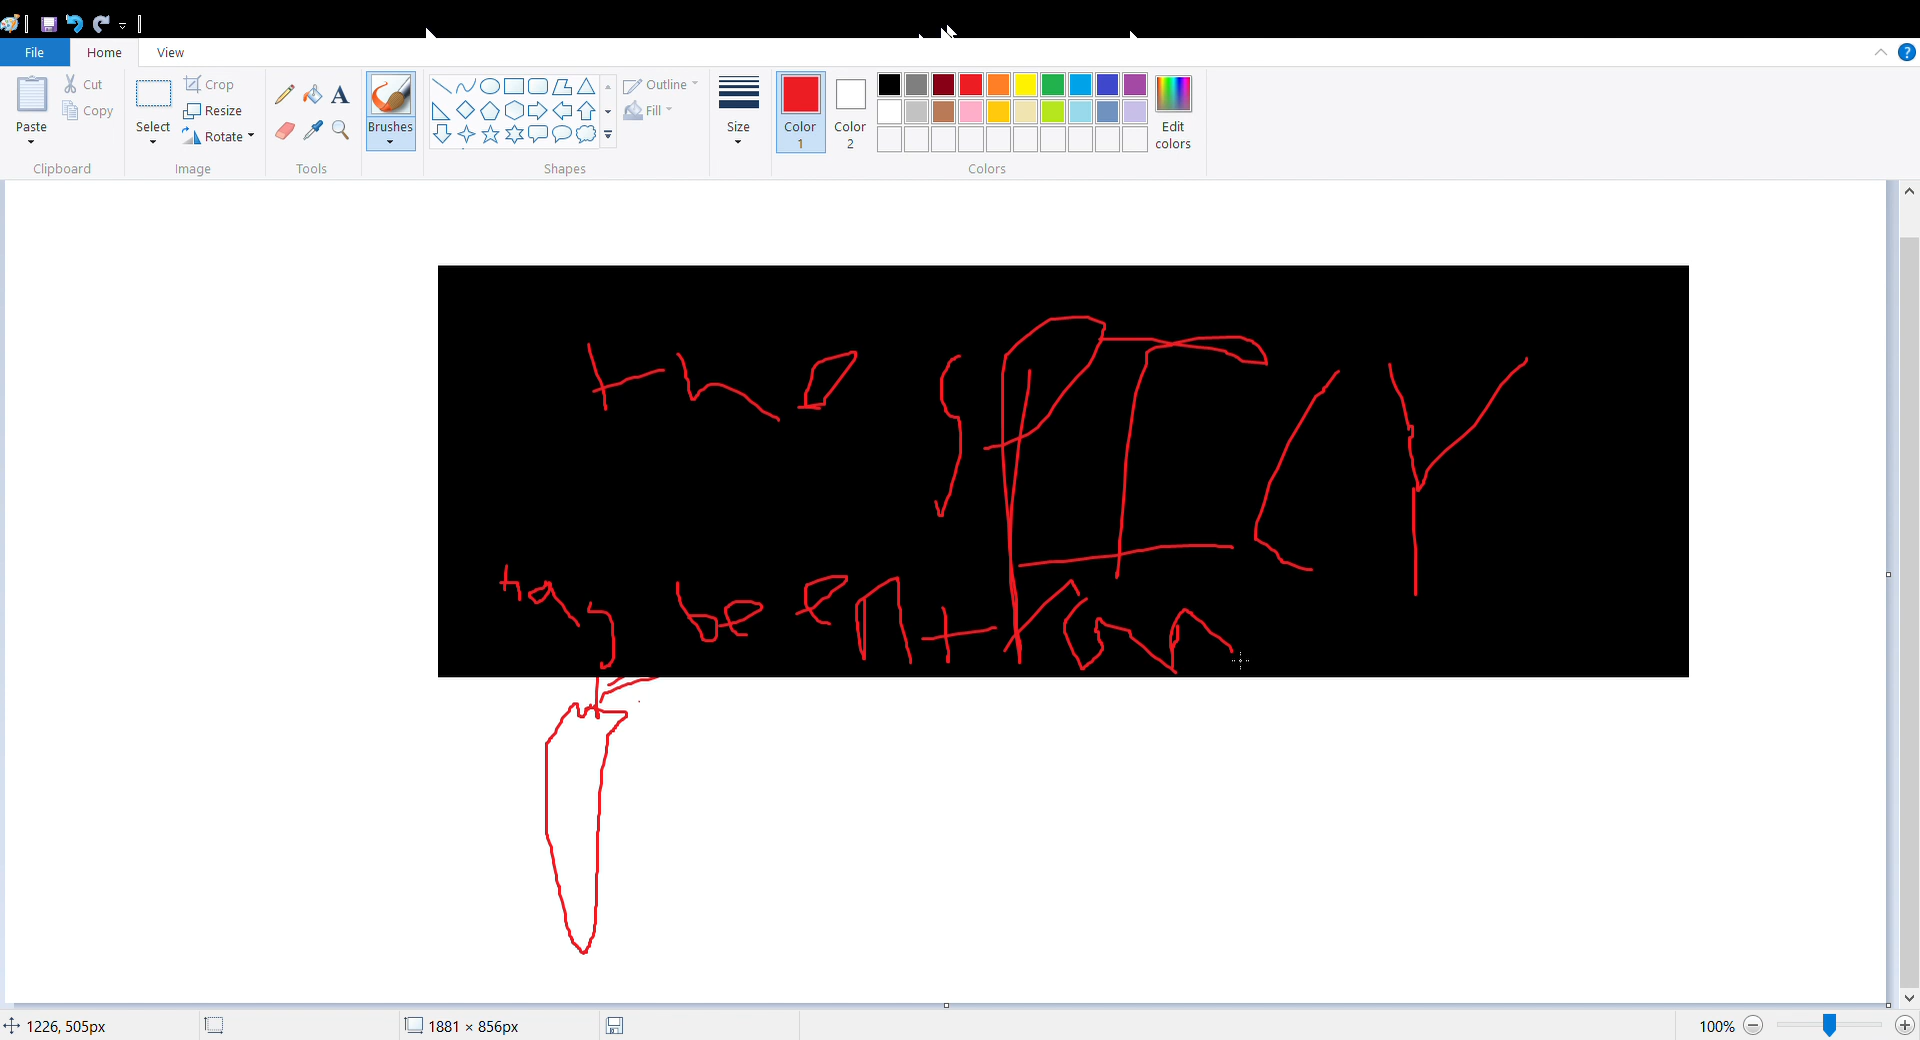 File Home View
Paste Cut Copy Clipboard
Select Crop Resize Rotate Image
A Tools
Brushes
Shapes Outline Fill
Size
Color 1 Color 2 Edit colors Colors
the SPICY
has been
1226, 505px 1881 × 856px 100%